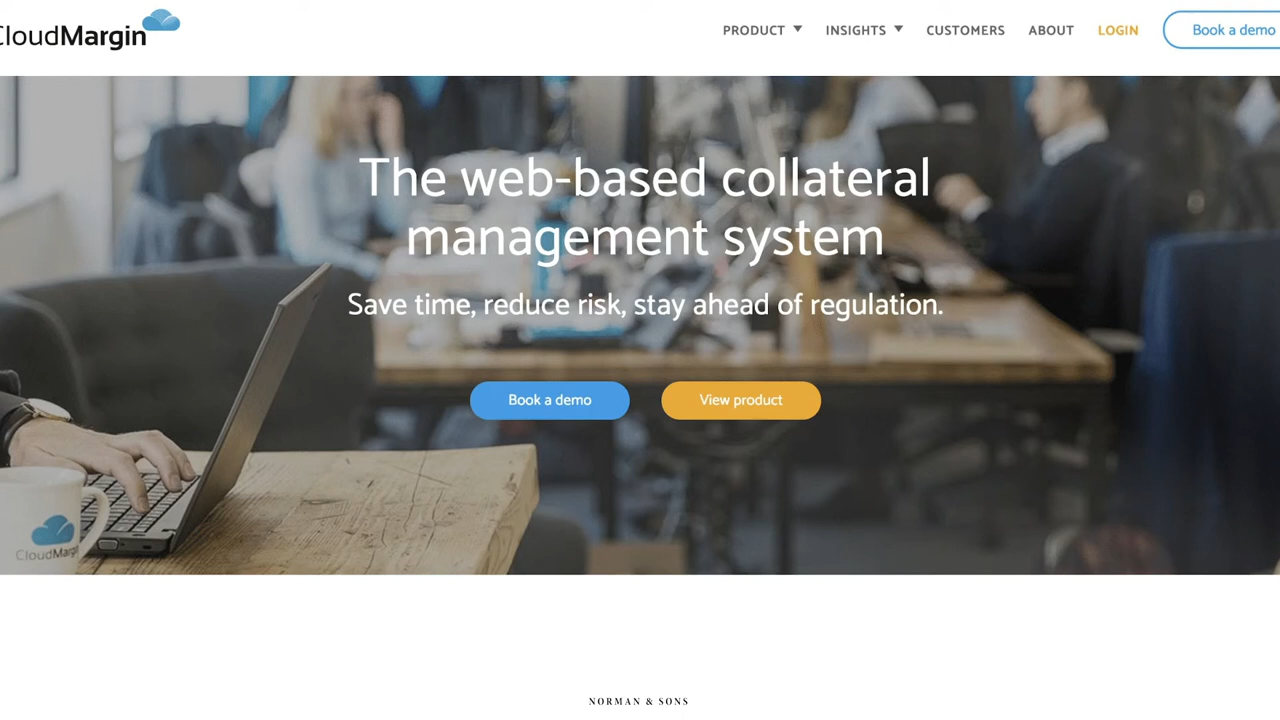 CloudMargin
PRODUCT
INSIGHTS
CUSTOMERS
ABOUT
LOGIN
Book a demo
The web-based collateral
management system
Save time, reduce risk, stay ahead of regulation.
Book a demo
View product
CloudMargin
NORMAN & SONS